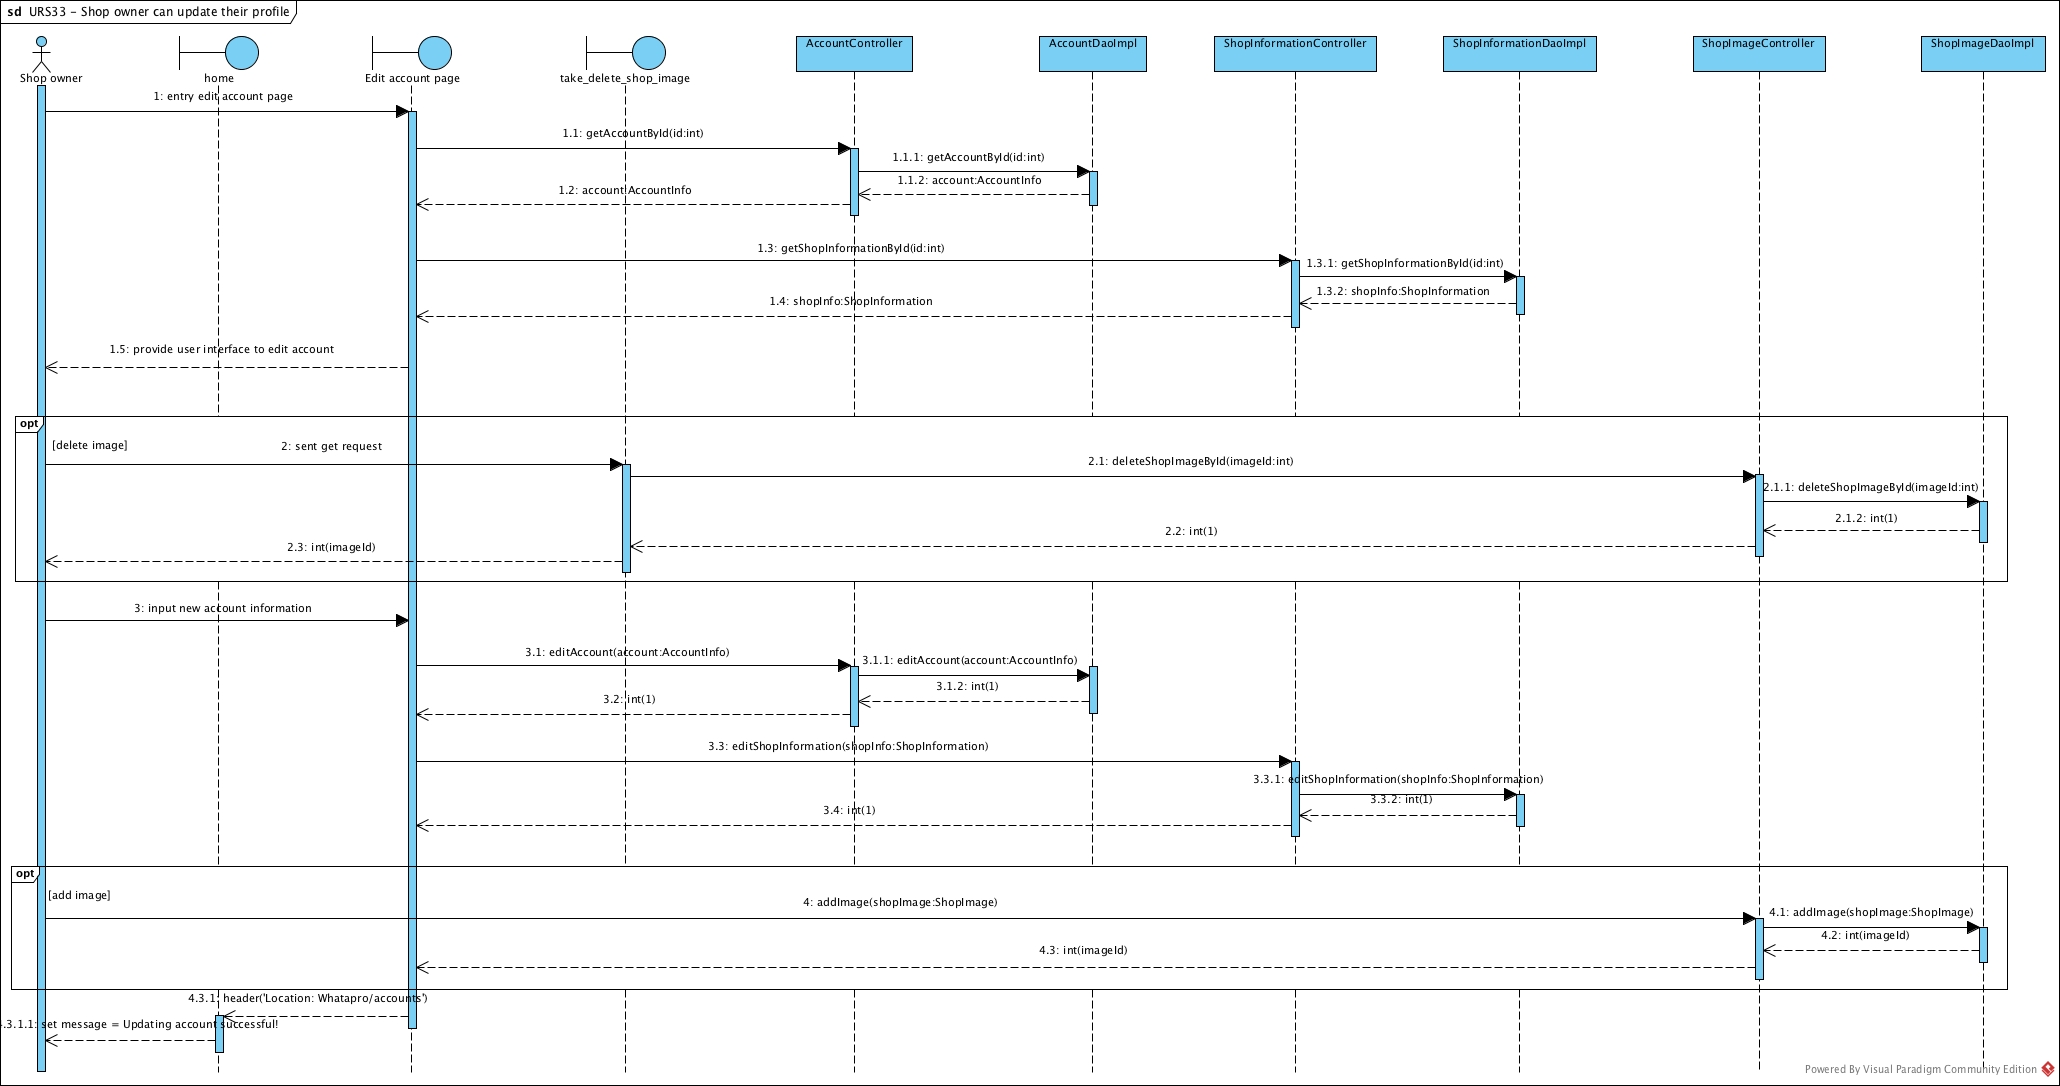 sd URS33 - Shop owner can update their profile
Shop owner
home
Edit account page
take_delete_shop_image
AccountController
AccountDaoImpl
ShopInformationController
ShopInformationDaoImpl
ShopImageController
ShopImageDaoImpl
1: entry edit account page
1.1: getAccountById(id:int)
1.1.1: getAccountById(id:int)
1.1.2: account:AccountInfo
1.2: account:AccountInfo
1.3: getShopInformationById(id:int)
1.3.1: getShopInformationById(id:int)
1.3.2: shopInfo:ShopInformation
1.4: shopInfo:ShopInformation
1.5: provide user interface to edit account
opt
[delete image]
2: sent get request
2.1: deleteShopImageById(imageId:int)
2.1.1: deleteShopImageById(imageId:int)
2.1.2: int(1)
2.2: int(1)
2.3: int(imageId)
3: input new account information
3.1: editAccount(account:AccountInfo)
3.1.1: editAccount(account:AccountInfo)
3.1.2: int(1)
3.2: int(1)
3.3: editShopInformation(shopInfo:ShopInformation)
3.3.1: editShopInformation(shopInfo:ShopInformation)
3.3.2: int(1)
3.4: int(1)
opt
[add image]
4: addImage(shopImage:ShopImage)
4.1: addImage(shopImage:ShopImage)
4.2: int(imageId)
4.3: int(imageId)
4.3.1: header('Location: Whatapro/accounts')
.3.1.1: set message = Updating account successful!
Powered By Visual Paradigm Community Edition